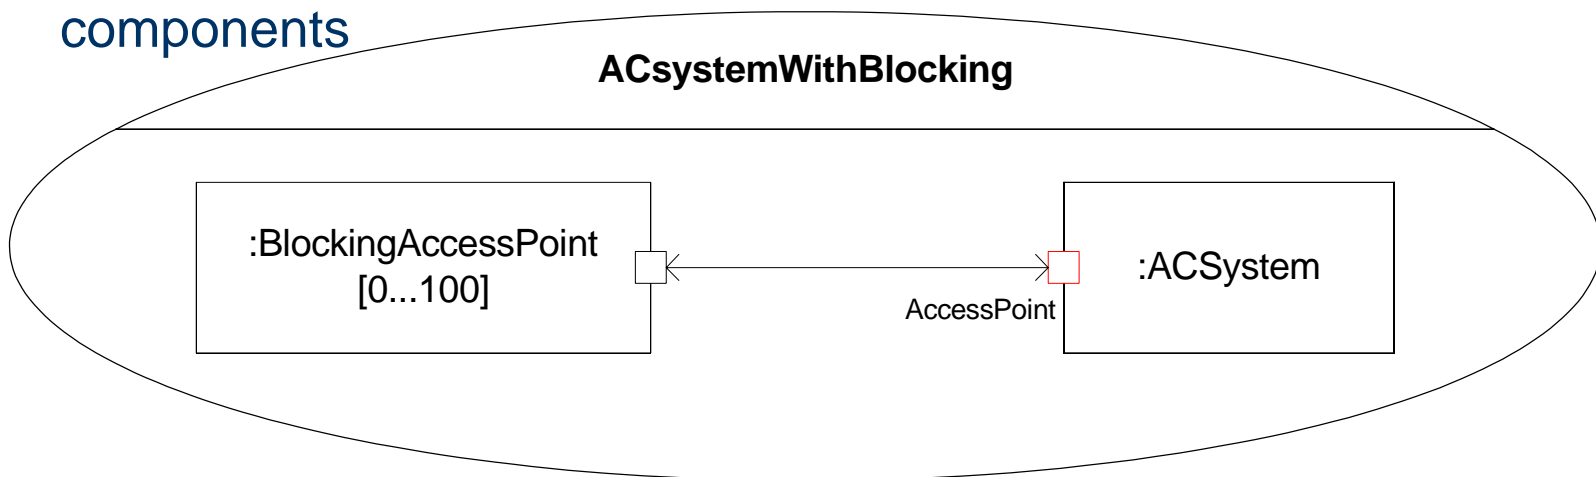 components
ACsystemWithBlocking
:BlockingAccessPoint
[0...100]
:ACSystem
AccessPoint